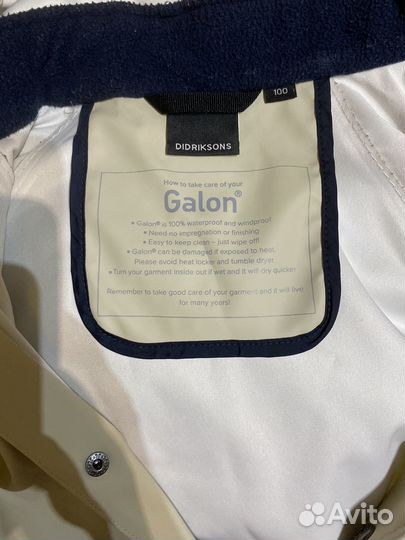 100
DIDRIKSONS
How to take care of your
Galon®
• Galon® is 100% waterproof and windproof
• Need no impregnation or finishing
• Easy to keep clean – just wipe off!
• Galon® can be damaged if exposed to heat.
Please avoid heat locker and tumble dryer
• Turn your garment inside out if wet and it will dry quicker
Remember to take good care of your garment and it will live
for many years!
Avito